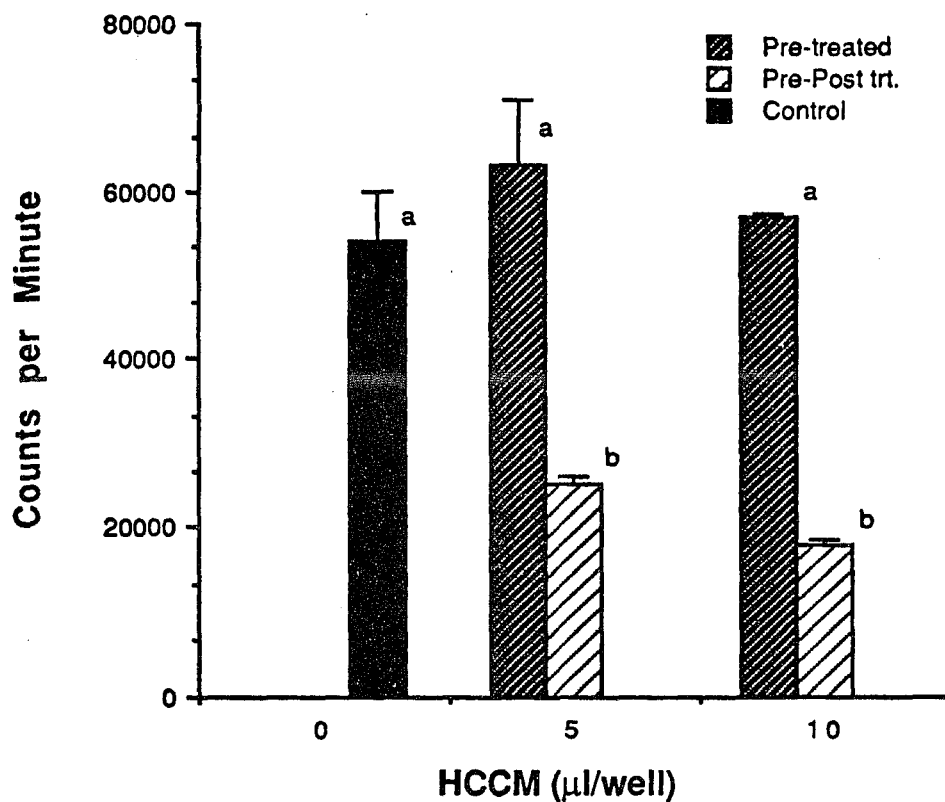 80000
60000
40000
20000
0
Counts per Minute
Pre-treated
Pre-Post trt.
Control
a
a
b
a
b
0 5 10
HCCM (µl/well)